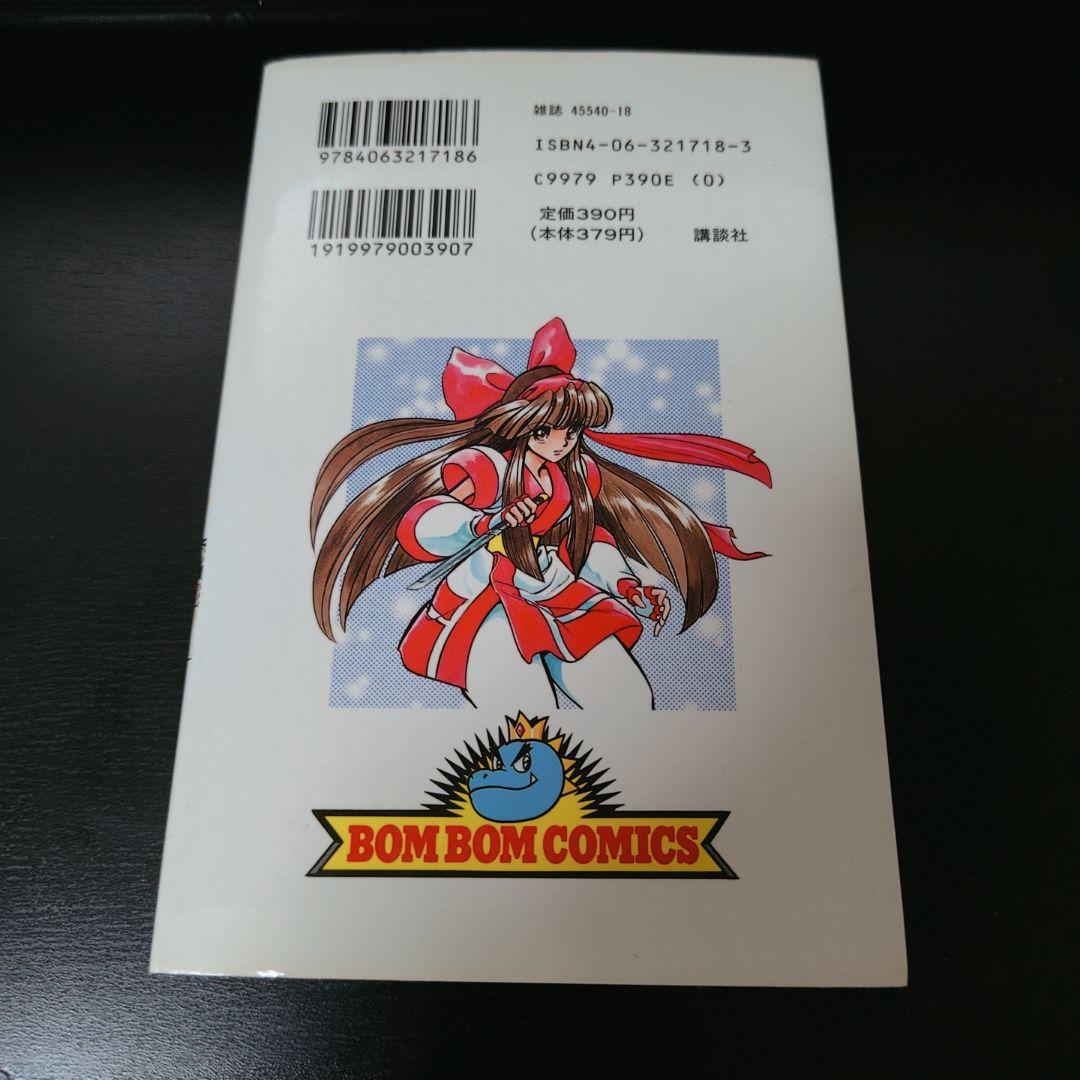 9784063217186
1919979003907
雑誌 45540-18
ISBN4-06-321718-3
C9979 P390E (0)
定価390円
(本体379円) 講談社
BOM BOM COMICS